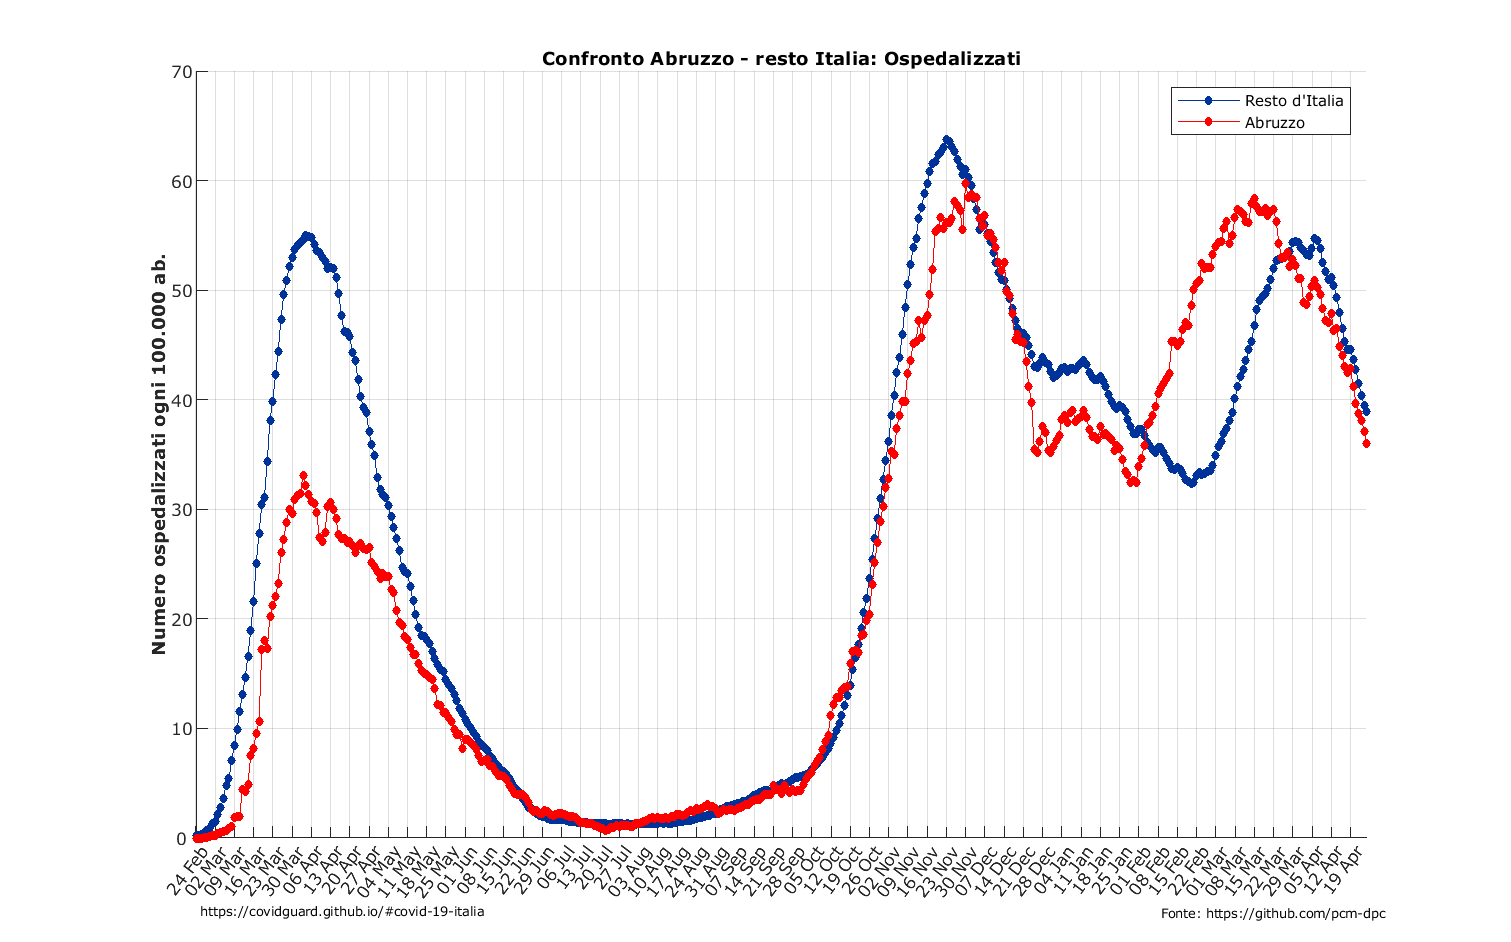 Confronto Abruzzo - resto Italia: Ospedalizzati
Resto d'Italia
Abruzzo
Numero ospedalizzati ogni 100.000 ab.
70
60
50
40
30
20
10
0
24 Feb
02 Mar
09 Mar
16 Mar
23 Mar
30 Mar
06 Apr
13 Apr
20 Apr
27 Apr
04 May
11 May
18 May
25 May
01 Jun
08 Jun
15 Jun
22 Jun
29 Jun
06 Jul
13 Jul
20 Jul
27 Jul
03 Aug
10 Aug
17 Aug
24 Aug
31 Aug
07 Sep
14 Sep
21 Sep
28 Sep
05 Oct
12 Oct
19 Oct
26 Oct
02 Nov
09 Nov
16 Nov
23 Nov
30 Nov
07 Dec
14 Dec
21 Dec
28 Dec
04 Jan
11 Jan
18 Jan
25 Jan
01 Feb
08 Feb
15 Feb
22 Feb
01 Mar
08 Mar
15 Mar
22 Mar
29 Mar
05 Apr
12 Apr
19 Apr
https://covidguard.github.io/#covid-19-italia
Fonte: https://github.com/pcm-dpc